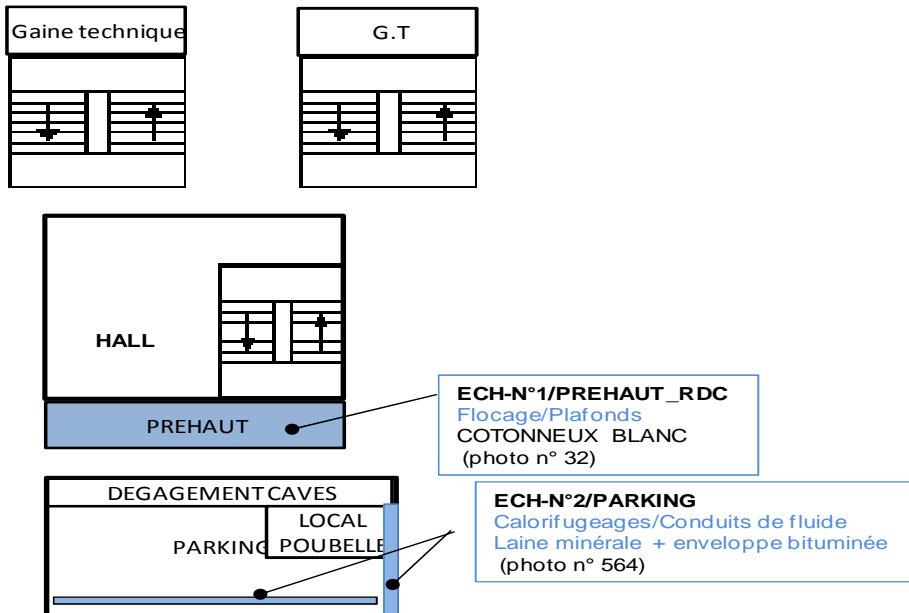 Gaine technique
G.T
HALL
PREHAUT
ECH-N°1/PREHAUT_RDC
Flocage/Plafonds
COTONNEUX BLANC
(photo n° 32)
DEGAGEMENT CAVES
LOCAL
POUBELLE
PARKING
ECH-N°2/PARKING
Calorifugeages/Conduits de fluide
Laine minérale + enveloppe bituminée
(photo n° 564)